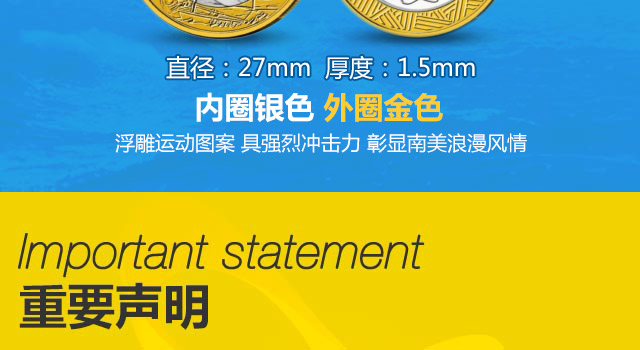 直径：27mm 厚度：1.5mm
内圈银色 外圈金色
浮雕运动图案 具强烈冲击力 彰显南美浪漫风情
Important statement
重要声明